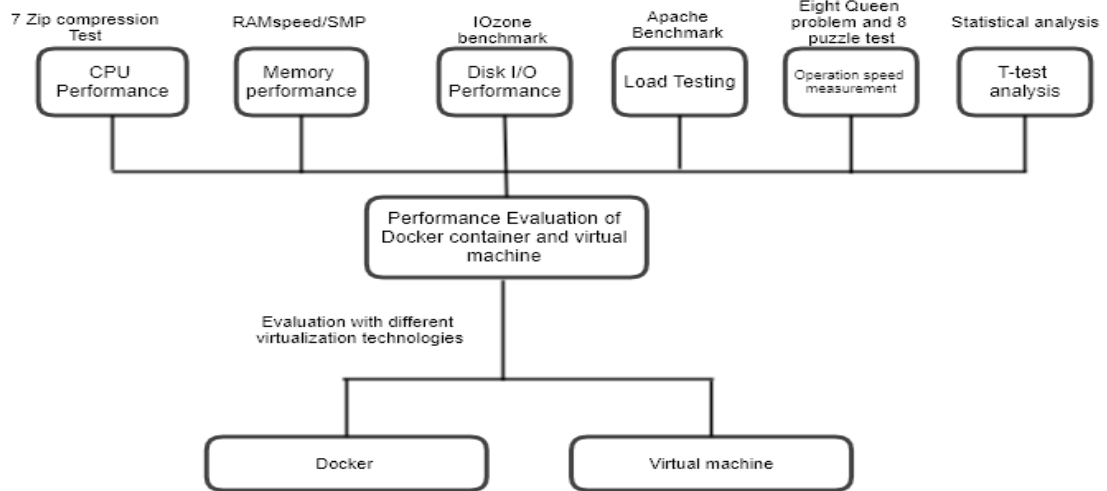 7 Zip compression
Test
RAMspeed/SMP
IOzone
benchmark
Apache
Benchmark
Eight Queen
problem and 8
puzzle test
Statistical analysis
CPU
Performance
Memory
performance
Disk I/O
Performance
Load Testing
Operation speed
measurement
T-test
analysis
Performance Evaluation of
Docker container and virtual
machine
Evaluation with different
virtualization technologies
Docker
Virtual machine